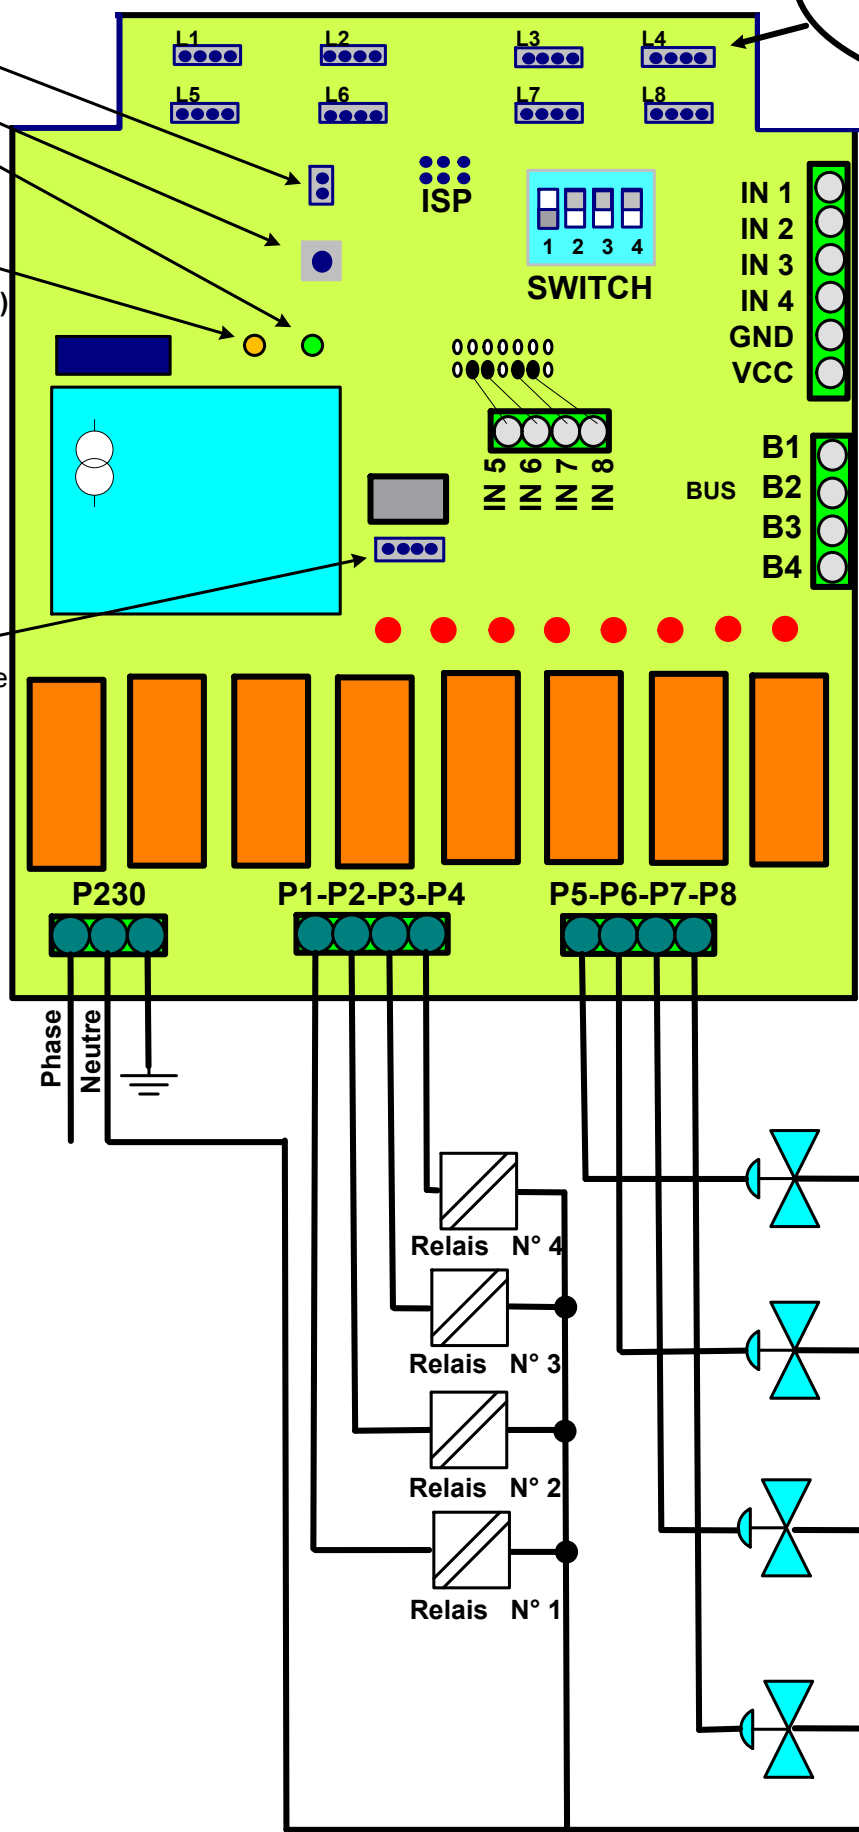 L1 L2 L3 L4
L5 L6 L7 L8
ISP
1 2 3 4
SWITCH
IN 1
IN 2
IN 3
IN 4
GND
VCC
)
IN 5
IN 6
IN 7
IN 8
BUS
B1
B2
B3
B4
e
P230
P1-P2-P3-P4
P5-P6-P7-P8
Phase
Neutre
Relais N° 4
Relais N° 3
Relais N° 2
Relais N° 1